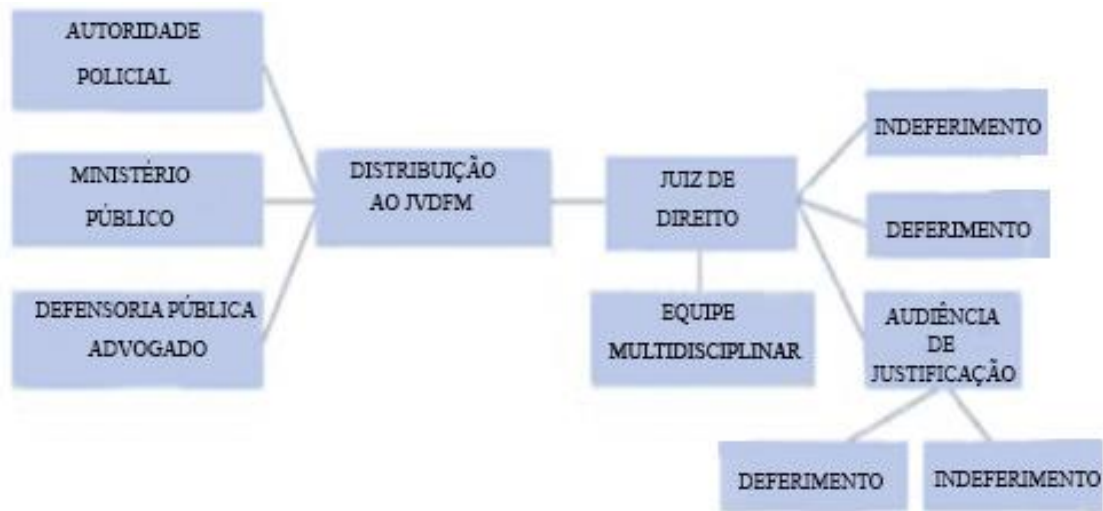 AUTORIDADE
POLICIAL
MINISTÉRIO
PÚBLICO
DEFENSORIA PÚBLICA
ADVOGADO
DISTRIBUIÇÃO
AO JVDFM
JUIZ DE
DIREITO
EQUIPE
MULTIDISCIPLINAR
INDEFERIMENTO
DEFERIMENTO
AUDIÊNCIA
DE
JUSTIFICAÇÃO
DEFERIMENTO
INDEFERIMENTO